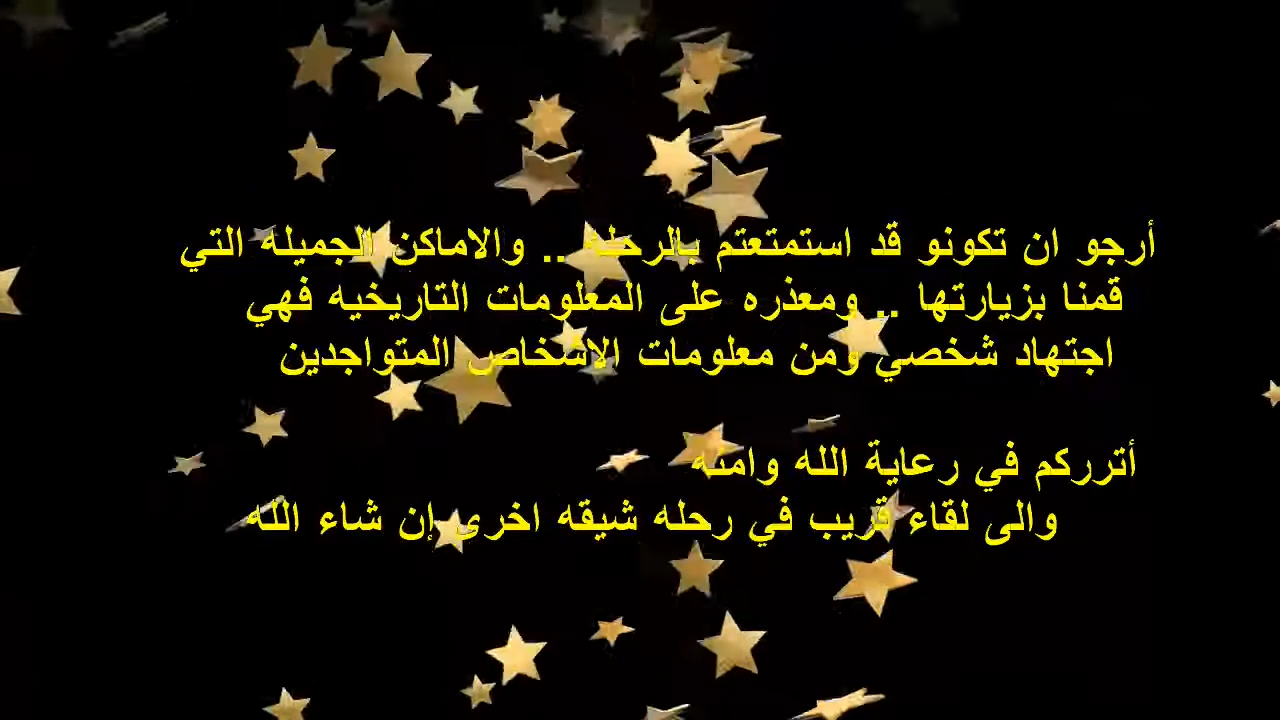 أرجو ان تكونو قد استمتعتم بالرحله .. والاماكن الجميله التي
قمنا بزيارتها .. ومعذره على المعلومات التاريخيه فهي
اجتهاد شخصي ومن معلومات الاشخاص المتواجدين
أترركم في رعاية الله وامنه
والى لقاء قريب في رحله شيقه اخرى إن شاء الله